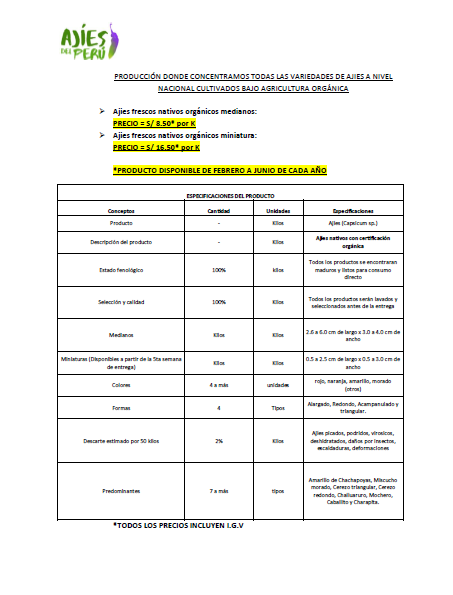 AJÍES
DEL PERÚ
PRODUCCIÓN DONDE CONCENTRAMOS TODAS LAS VARIEDADES DE AJIES A NIVEL
NACIONAL CULTIVADOS BAJO AGRICULTURA ORGÁNICA
➢ Ajies frescos nativos orgánicos medianos:
PRECIO = S/ 8.50* por K
➢ Ajies frescos nativos orgánicos miniatura:
PRECIO = S/ 16.50* por K
*PRODUCTO DISPONIBLE DE FEBRERO A JUNIO DE CADA AÑO
ESPECIFICACIONES DEL PRODUCTO
Conceptos Cantidad Unidades Especificaciones
Producto - Kilos Ajíes (Capsicum sp.)
Descripción del producto - Kilos Ajíes nativos con certificación
orgánica
Estado fenológico 100% kilos Todos los productos se encontraran
maduros y listos para consumo
directo
Selección y calidad 100% Kilos Todos los productos serán lavados y
seleccionados antes de la entrega
Medianos Kilos Kilos 2.6 a 6.0 cm de largo x 3.0 a 4.0 cm de
ancho
Miniaturas (Disponibles a partir de la 5ta semana
de entrega) Kilos Kilos 0.5 a 2.5 cm de largo x 0.5 a 3.0 cm de
ancho
Colores 4 a más unidades rojo, naranja, amarillo, morado
(otros)
Formas 4 Tipos Alargado, Redondo, Acampanulado y
triangular.
Descarte estimado por 50 kilos 2% Kilos Ajíes picados, podridos, virosicos,
deshidratados, daños por insectos,
escaldaduras, deformaciones
Predominantes 7 a más tipos Amarillo de Chachapoyas, Miscucho
morado, Cerezo triangular, Cerezo
redondo, Challuaruro, Mochero,
Caballito y Charapita.
*TODOS LOS PRECIOS INCLUYEN I.G.V